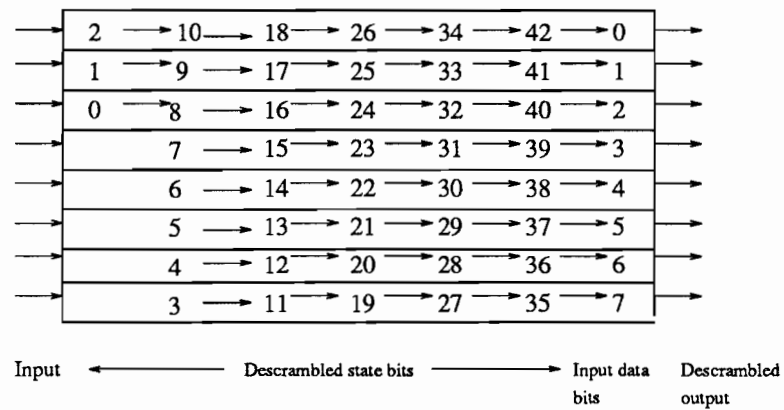 2 10 18 26 34 42 0
1 9 17 25 33 41 1
0 8 16 24 32 40 2
7 15 23 31 39 3
6 14 22 30 38 4
5 13 21 29 37 5
4 12 20 28 36 6
3 11 19 27 35 7
Input Descrambled state bits Input data Descrambled
bits output